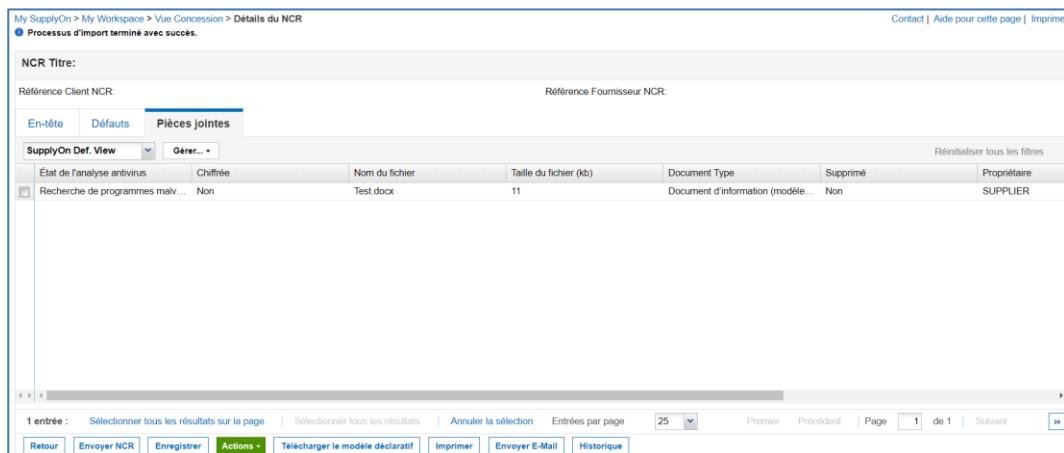 My SupplyOn > My Workspace > Vue Concession > Détails du NCR Contact | Aide pour cette page | Imprime
Processus d'import terminé avec succès.
NCR Titre:
Référence Client NCR: Référence Fournisseur NCR:
En-tête Défauts Pièces jointes
SupplyOn Def. View Gérer... Réinitialiser tous les filtres
État de l'analyse antivirus Chiffrée Nom du fichier Taille du fichier (kb) Document Type Supprimé Propriétaire
Recherche de programmes malv... Non Test.docx 11 Document d'information (modèle... Non SUPPLIER
1 entrée : Sélectionner tous les résultats sur la page | Sélectionner tous les résultats | Annuler la sélection Entrées par page 25 Premier Précédent | Page 1 de 1 | Suivant »
Retour Envoyer NCR Enregistrer Actions Télécharger le modèle déclaratif Imprimer Envoyer E-Mail Historique